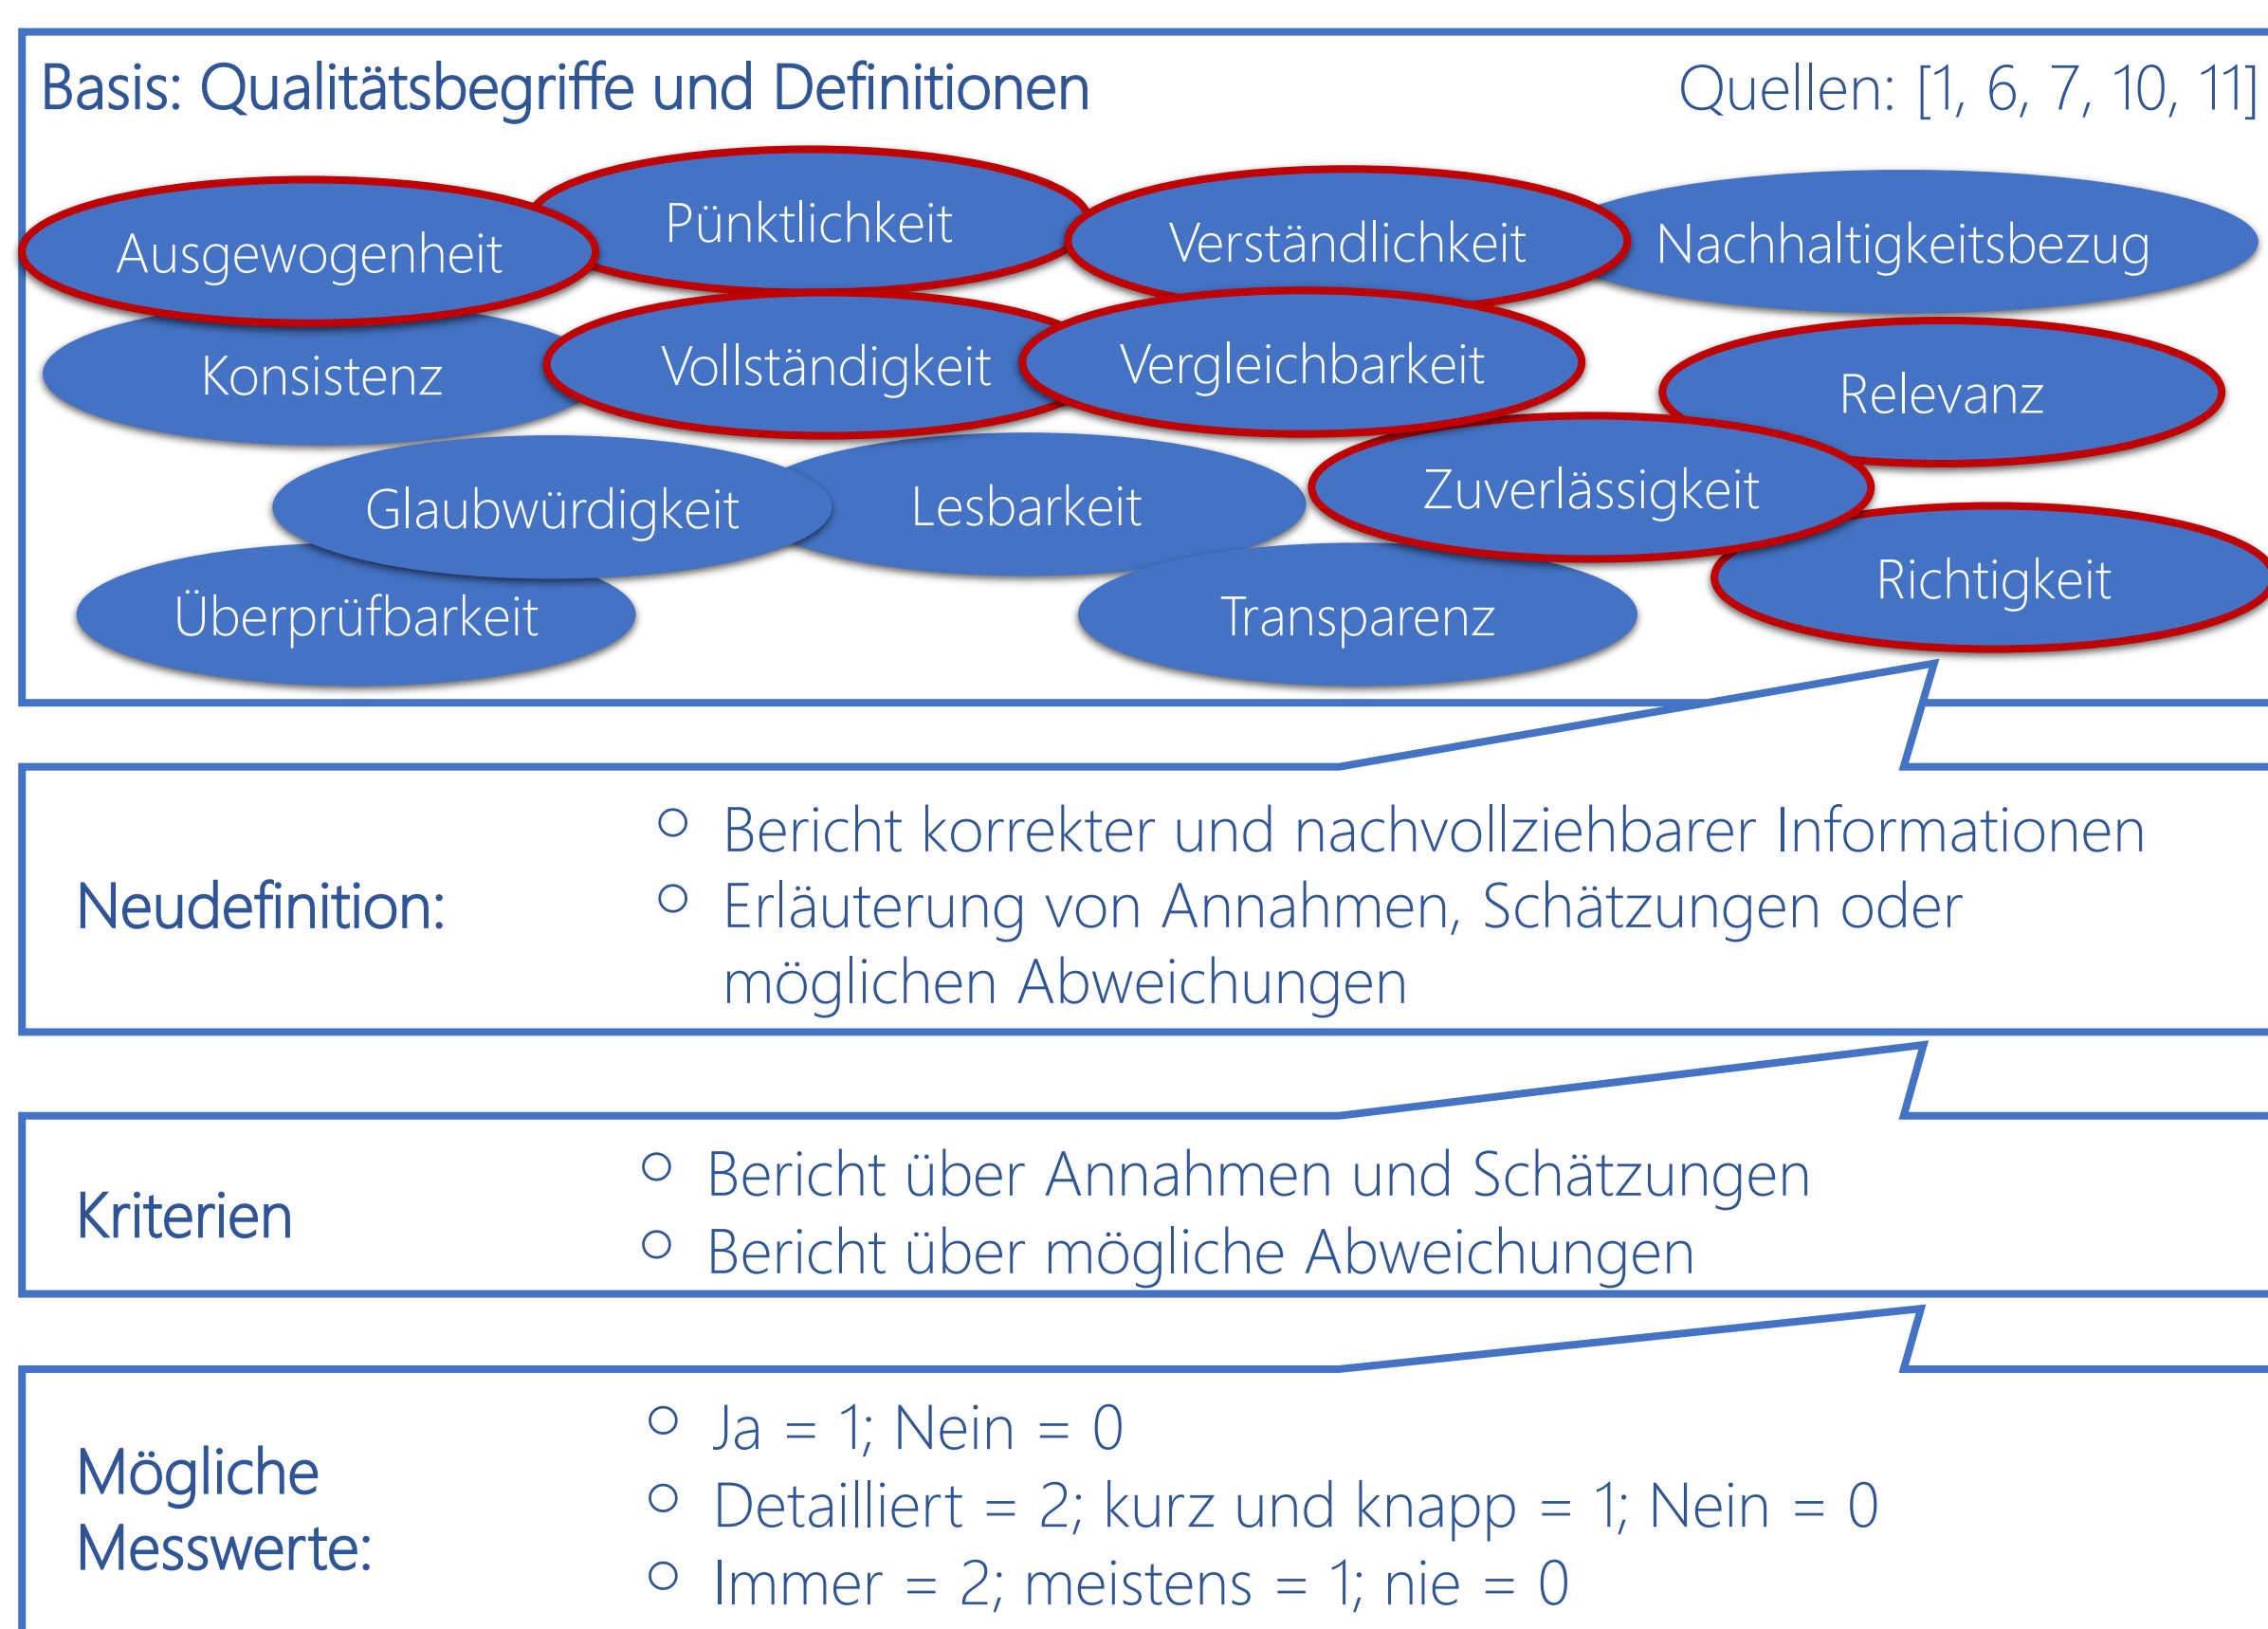 Basis: Qualitätsbegriffe und Definitionen
Quellen: [1, 6, 7, 10, 11]
Ausgewogenheit
Pünktlichkeit
Verständlichkeit
Nachhaltigkeitsbezug
Konsistenz
Vollständigkeit
Vergleichbarkeit
Relevanz
Glaubwürdigkeit
Lesbarkeit
Zuverlässigkeit
Überprüfbarkeit
Transparenz
Richtigkeit
Neudefinition:
○ Bericht korrekter und nachvollziehbarer Informationen
○ Erläuterung von Annahmen, Schätzungen oder
möglichen Abweichungen
Kriterien
○ Bericht über Annahmen und Schätzungen
○ Bericht über mögliche Abweichungen
Mögliche
Messwerte:
○ Ja = 1; Nein = 0
○ Detailliert = 2; kurz und knapp = 1; Nein = 0
○ Immer = 2; meistens = 1; nie = 0